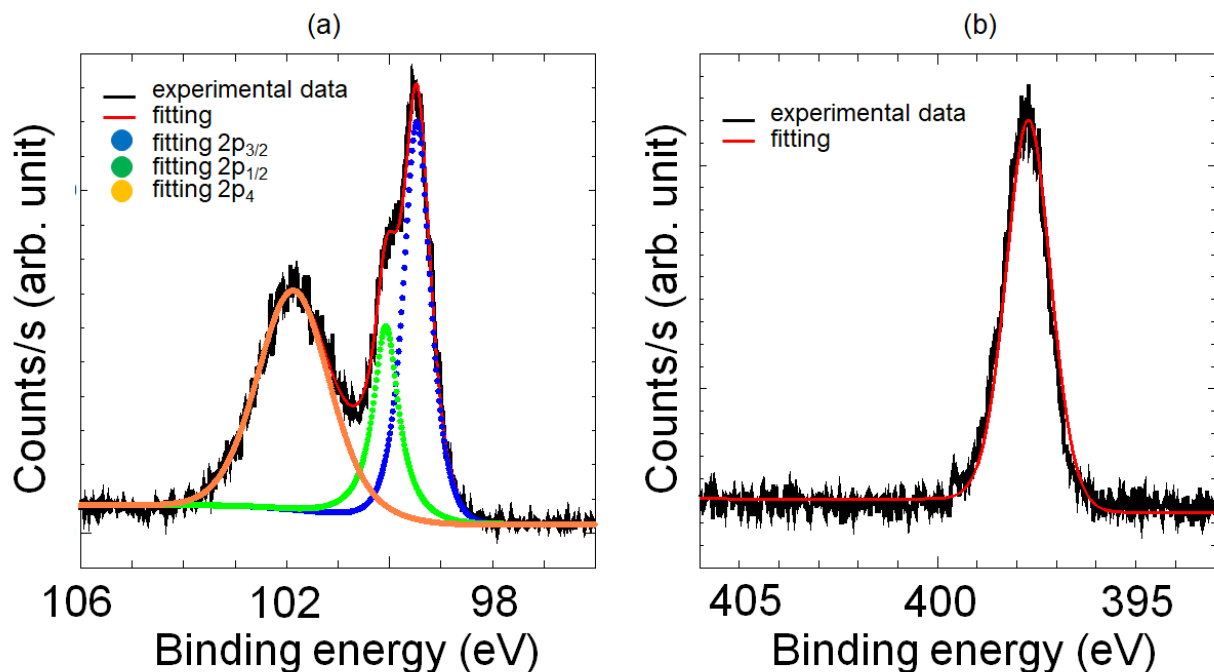 (a)
experimental data
fitting
fitting 2p3/2
fitting 2p1/2
fitting 2p4
Counts/s (arb. unit)
106
102
98
Binding energy (eV)
(b)
experimental data
fitting
Counts/s (arb. unit)
405
400
395
Binding energy (eV)